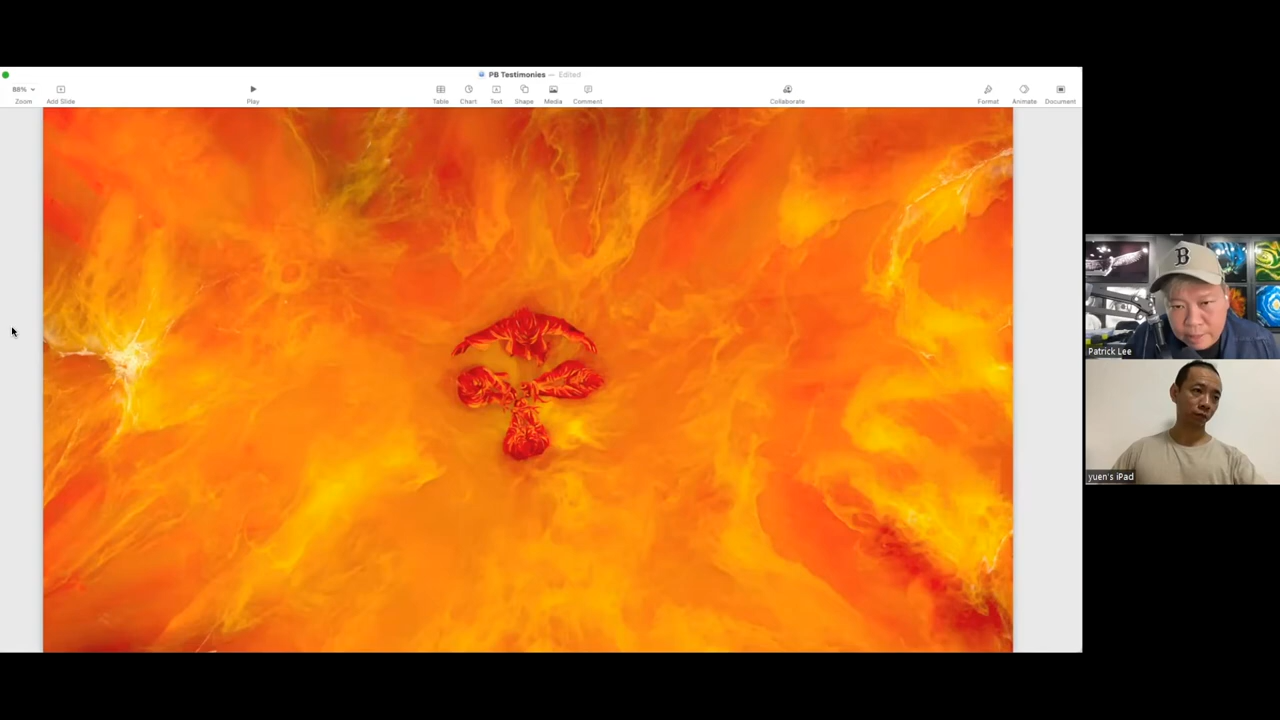 PB Testimonies — Edited
88%
Zoom
Add Slide
Play
Table
Chart
Text
Shape
Media
Comment
Collaborate
Format
Animate
Document
B
Patrick Lee
yuen's iPad